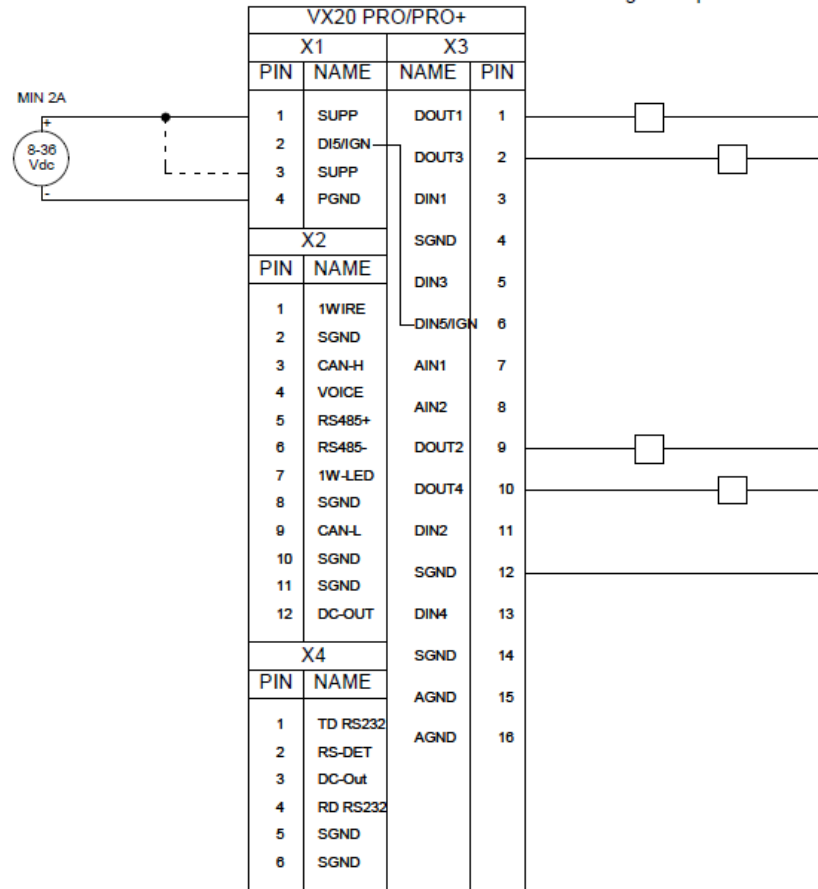 VX20 PRO/PRO+
X1 X3
PIN NAME NAME PIN
MIN 2A
+
8-36
Vdc
-
1 SUPP
2 DI5/IGN
3 SUPP
4 PGND
X2
PIN NAME
1 1WIRE
2 SGND
3 CAN-H
4 VOICE
5 RS485+
6 RS485-
7 1W-LED
8 SGND
9 CAN-L
10 SGND
11 SGND
12 DC-OUT
X4
PIN NAME
1 TD RS232
2 RS-DET
3 DC-Out
4 RD RS232
5 SGND
6 SGND
DOUT1 1
DOUT3 2
DIN1 3
SGND 4
DIN3 5
DIN5/IGN 6
AIN1 7
AIN2 8
DOUT2 9
DOUT4 10
DIN2 11
SGND 12
DIN4 13
SGND 14
AGND 15
AGND 16